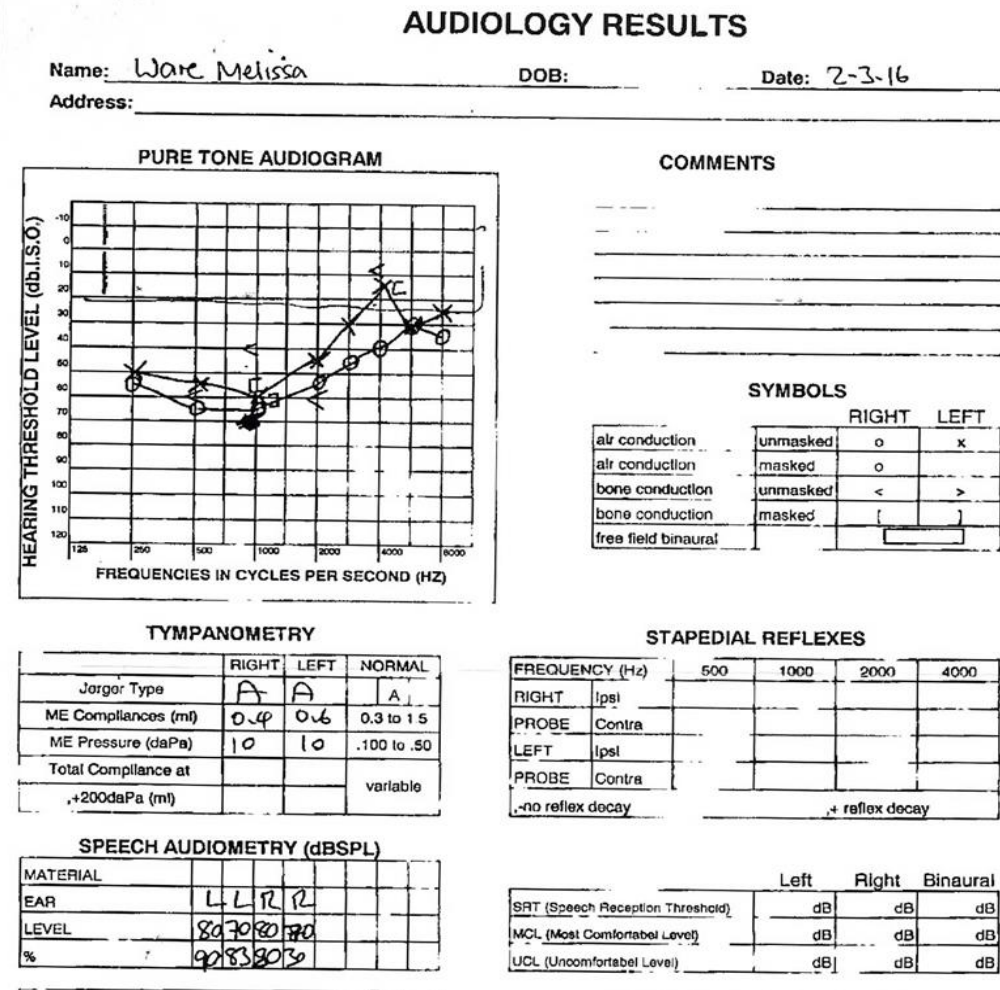 AUDIOLOGY RESULTS
Name: Ware Melissa DOB: Date: 2-3-16
Address:
PURE TONE AUDIOGRAM
COMMENTS
HEARING THRESHOLD LEVEL (db.I.S.O.)
-10
0
10
20
30
40
50
60
70
80
90
100
110
120
125 250 500 1000 2000 4000 8000
FREQUENCIES IN CYCLES PER SECOND (HZ)
SYMBOLS
RIGHT LEFT
air conduction unmasked o x
air conduction masked o
bone conduction unmasked < >
bone conduction masked [ ]
free field binaural
TYMPANOMETRY
RIGHT LEFT NORMAL
Jerger Type A A A
ME Compliances (ml) 0.4 0.6 0.3 to 1.5
ME Pressure (daPa) 10 10 .100 to .50
Total Compliance at
,+200daPa (ml) variable
STAPEDIAL REFLEXES
FREQUENCY (Hz) 500 1000 2000 4000
RIGHT Ipsi
PROBE Contra
LEFT Ipsi
PROBE Contra
,-no reflex decay ,+ reflex decay
SPEECH AUDIOMETRY (dBSPL)
MATERIAL
EAR L L R R
LEVEL 80 70 80 70
% 90 83 80 30
Left Right Binaural
SRT (Speech Reception Threshold) dB dB dB
MCL (Most Comfortabel Level) dB dB dB
UCL (Uncomfortabel Level) dB dB dB